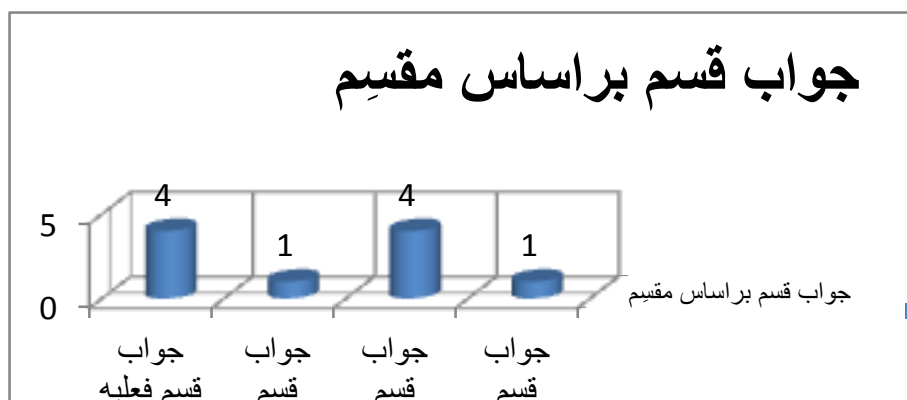 جواب قسم براساس مقسِم
4
4
1
1
5
0
جواب قسم براساس مقسِم
جواب
قسم فعلیه
جواب
قسم
جواب
قسم
جواب
قسم